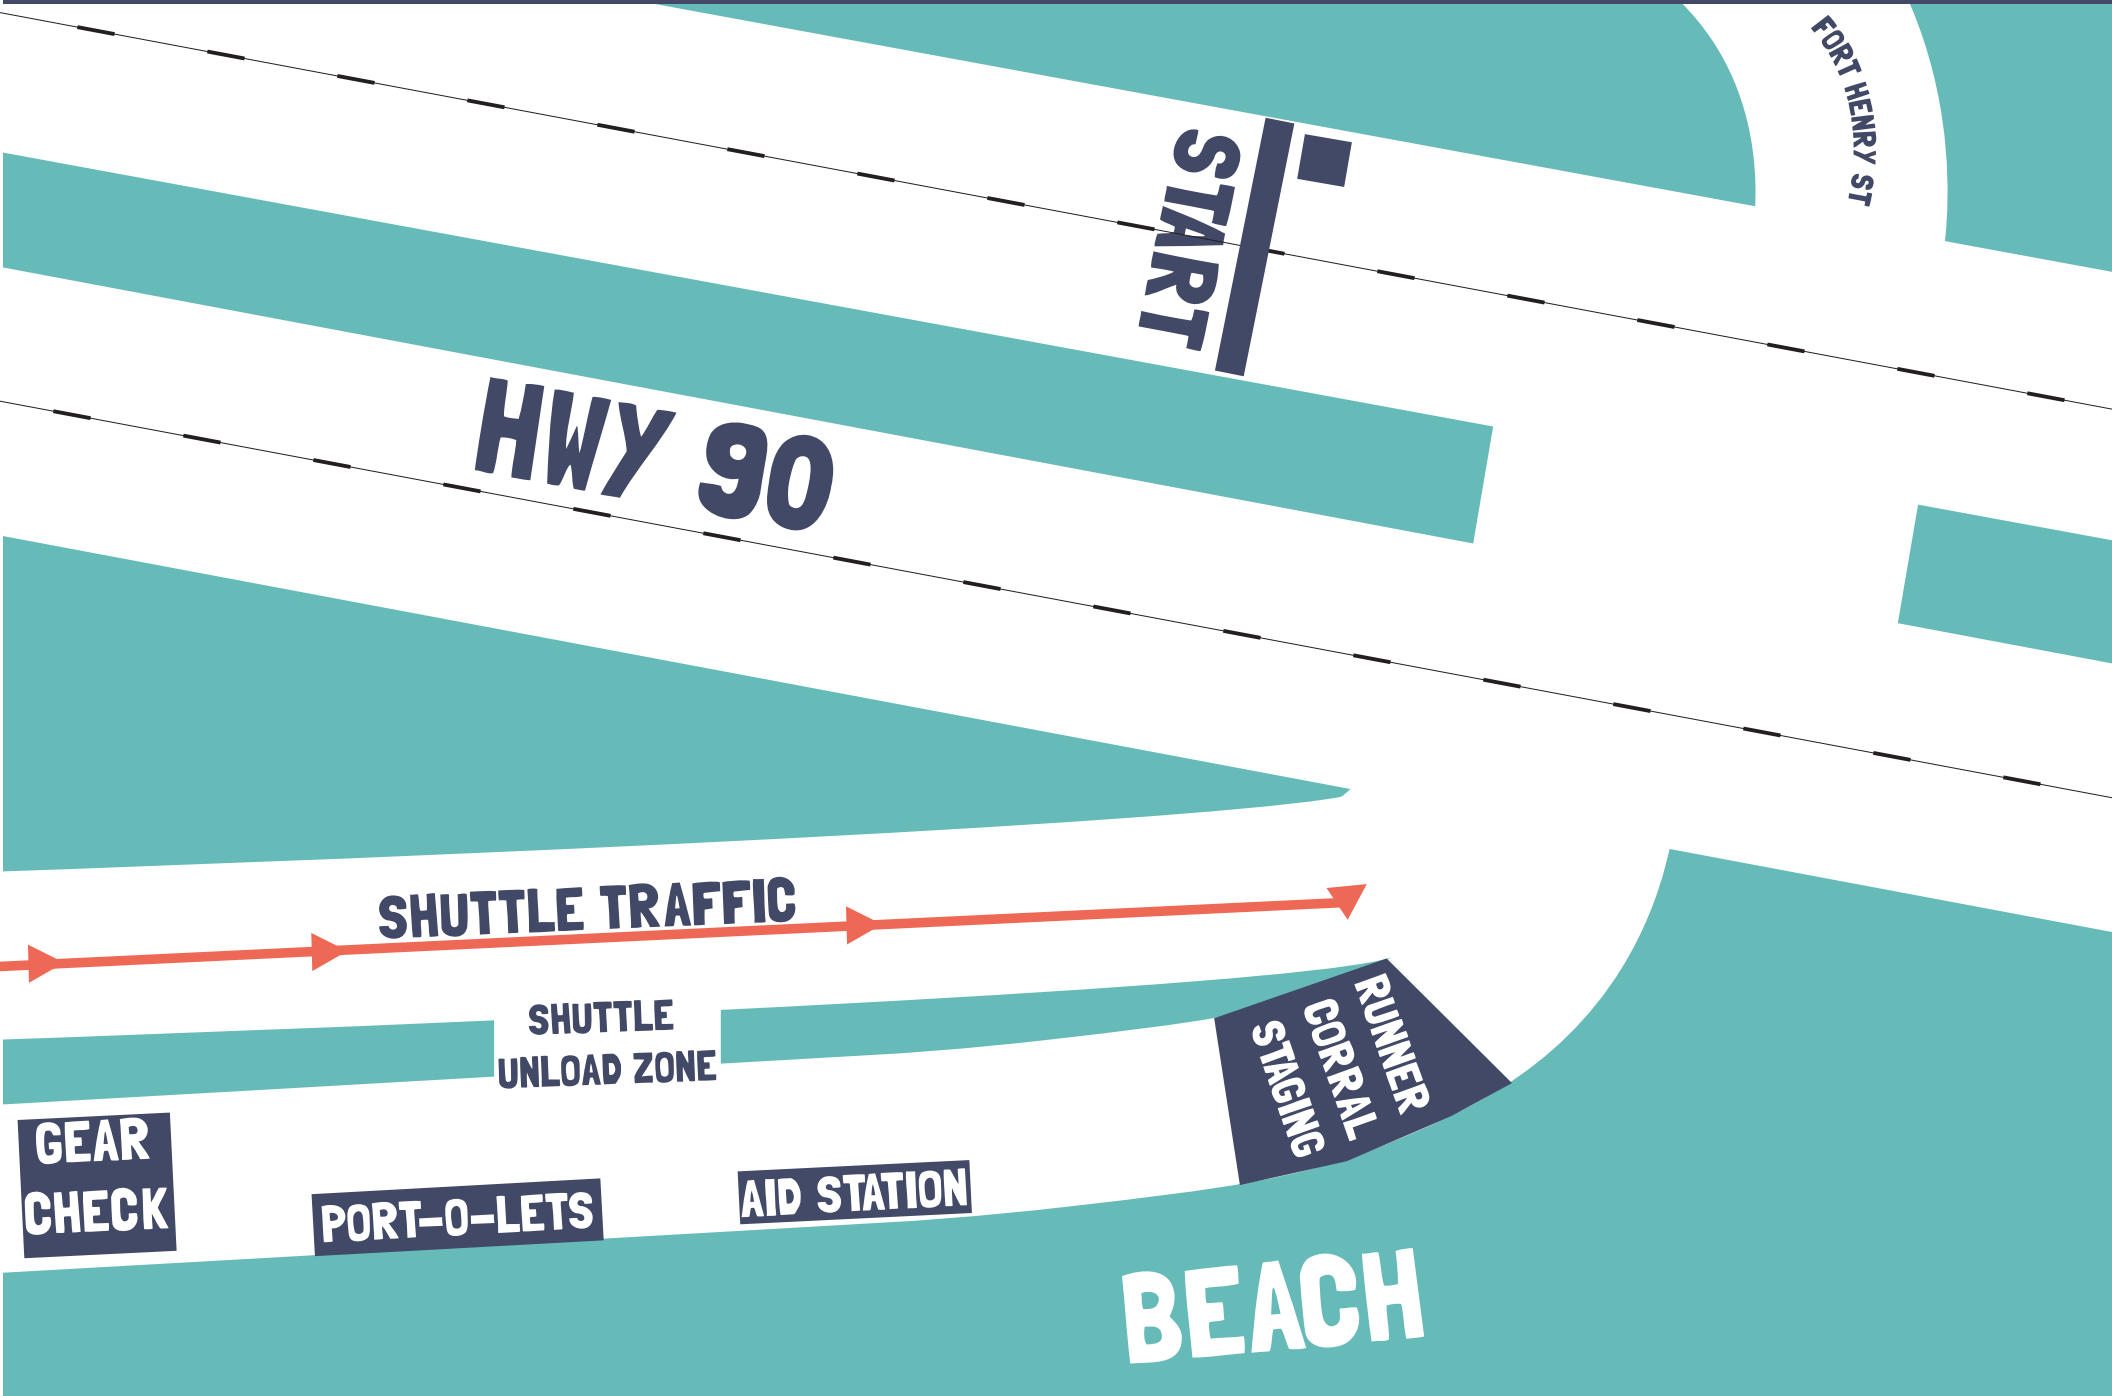 FORT HENRY ST
START
HWY 90
SHUTTLE TRAFFIC
SHUTTLE
UNLOAD ZONE
RUNNER
CORRAL
STAGING
GEAR
CHECK
PORT-O-LETS
AID STATION
BEACH